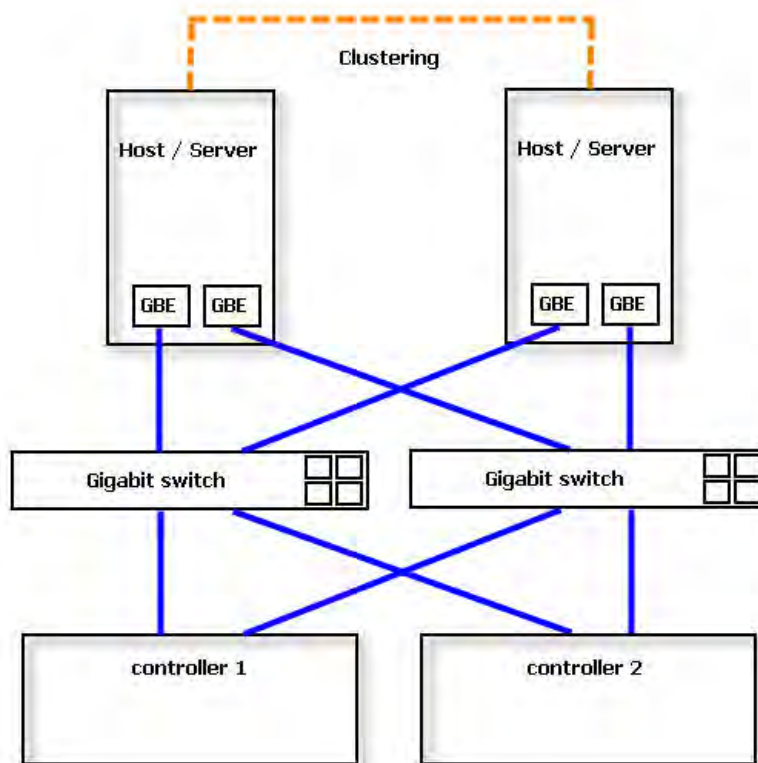 Clustering
Host / Server
Host / Server
GBE
GBE
GBE
GBE
Gigabit switch
Gigabit switch
controller 1
controller 2